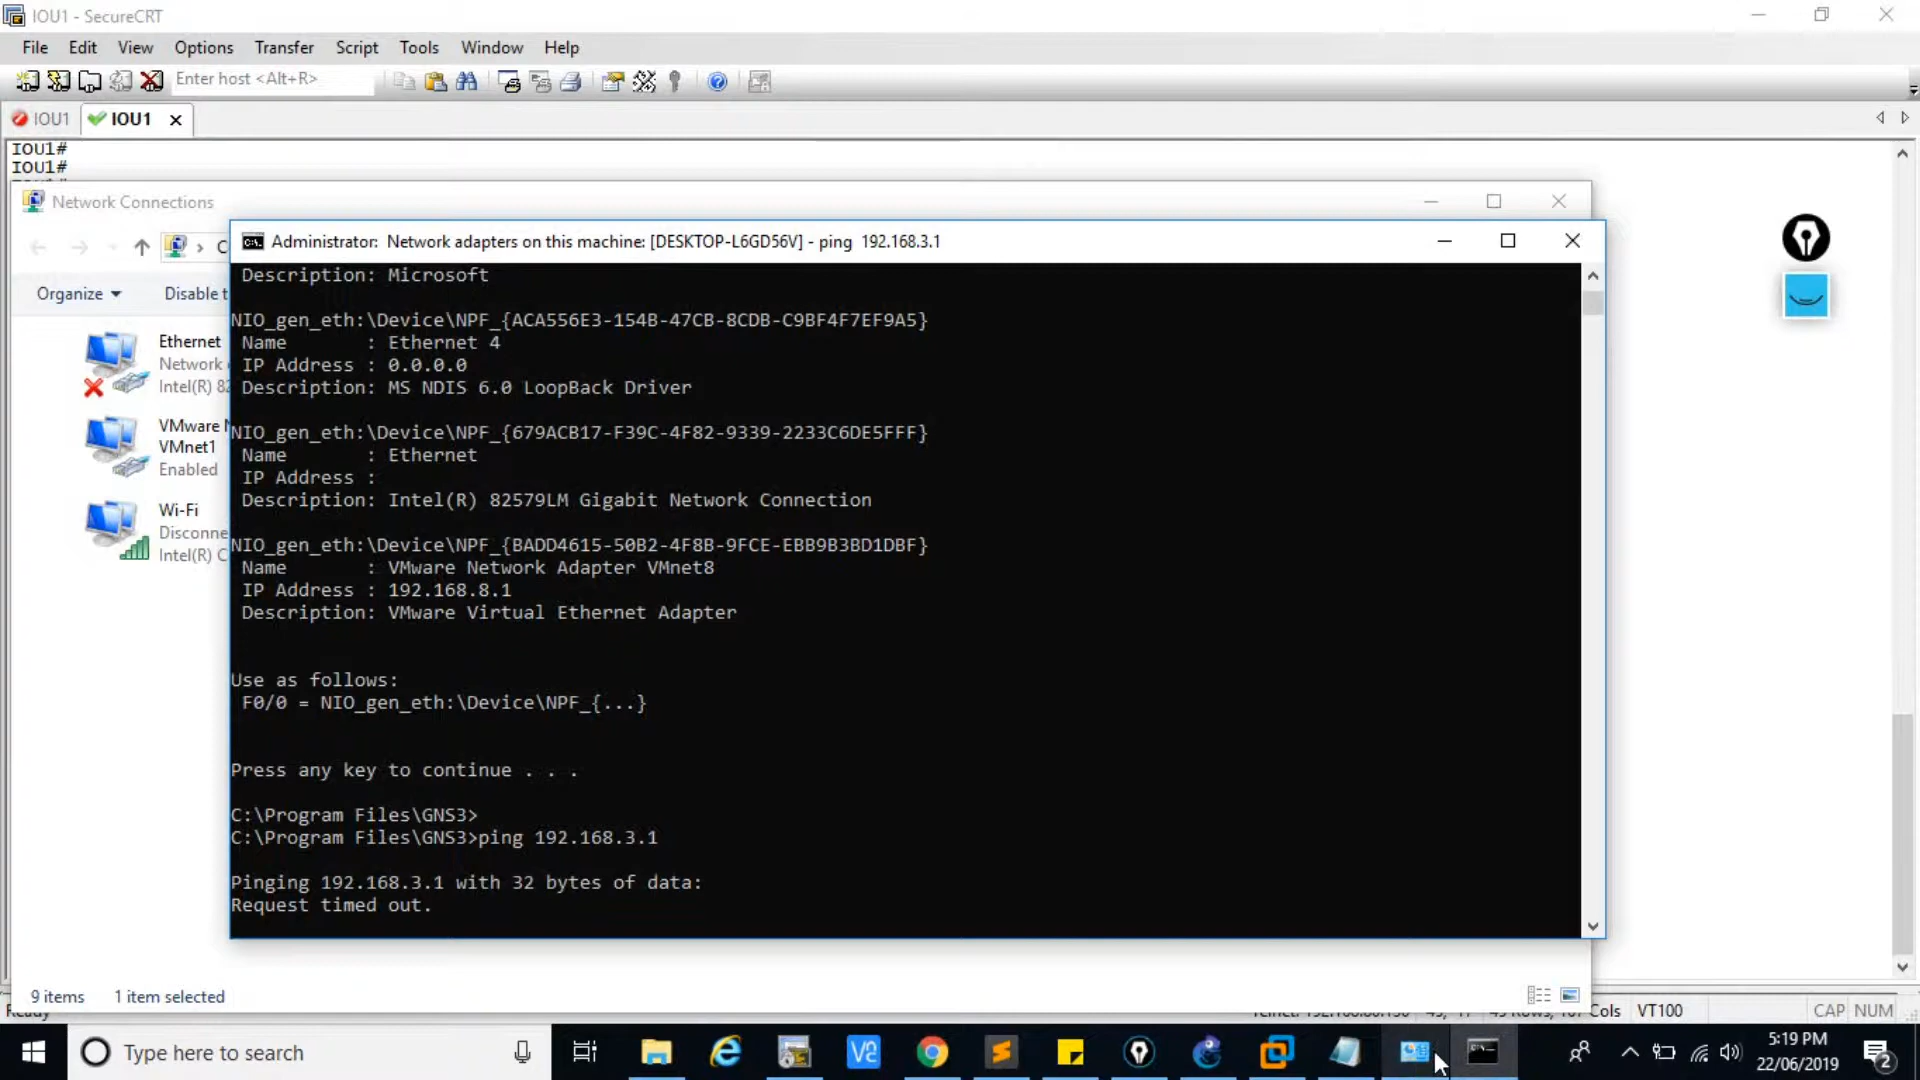 IOU1 - SecureCRT
File Edit View Options Transfer Script Tools Window Help
Enter host <Alt+R>
IOU1 IOU1
IOU1#
IOU1#
Network Connections
Administrator: Network adapters on this machine: [DESKTOP-L6GD56V] - ping 192.168.3.1
Organize Disable t
Ethernet
Network
Intel(R) 82
VMware N
VMnet1
Enabled
Wi-Fi
Disconne
Intel(R) C
Description: Microsoft
NIO_gen_eth:\Device\NPF_{ACA556E3-154B-47CB-8CDB-C9BF4F7EF9A5}
Name : Ethernet 4
IP Address : 0.0.0.0
Description: MS NDIS 6.0 LoopBack Driver
NIO_gen_eth:\Device\NPF_{679ACB17-F39C-4F82-9339-2233C6DE5FFF}
Name : Ethernet
IP Address :
Description: Intel(R) 82579LM Gigabit Network Connection
NIO_gen_eth:\Device\NPF_{BADD4615-50B2-4F8B-9FCE-EBB9B3BD1DBF}
Name : VMware Network Adapter VMnet8
IP Address : 192.168.8.1
Description: VMware Virtual Ethernet Adapter
Use as follows:
F0/0 = NIO_gen_eth:\Device\NPF_{...}
Press any key to continue . . .
C:\Program Files\GNS3>
C:\Program Files\GNS3>ping 192.168.3.1
Pinging 192.168.3.1 with 32 bytes of data:
Request timed out.
9 items 1 item selected
Ready Cols VT100 CAP NUM
Type here to search
5:19 PM
22/06/2019
2